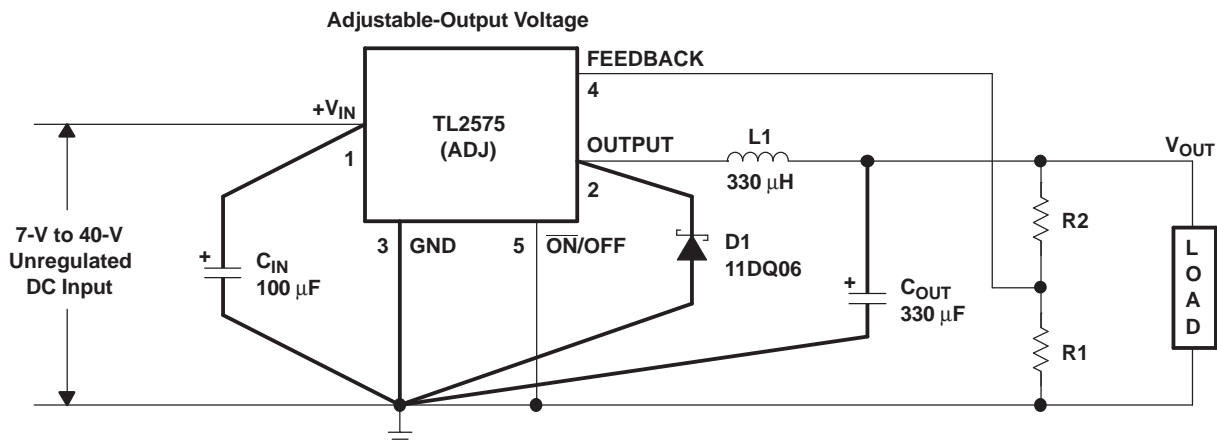 Adjustable-Output Voltage
FEEDBACK
4
+VIN
1
TL2575
(ADJ)
OUTPUT
2
L1
330 μH
VOUT
7-V to 40-V
Unregulated
DC Input
+
CIN
100 μF
3
GND
5
ON/OFF
D1
11DQ06
+
COUT
330 μF
R2
R1
LOAD